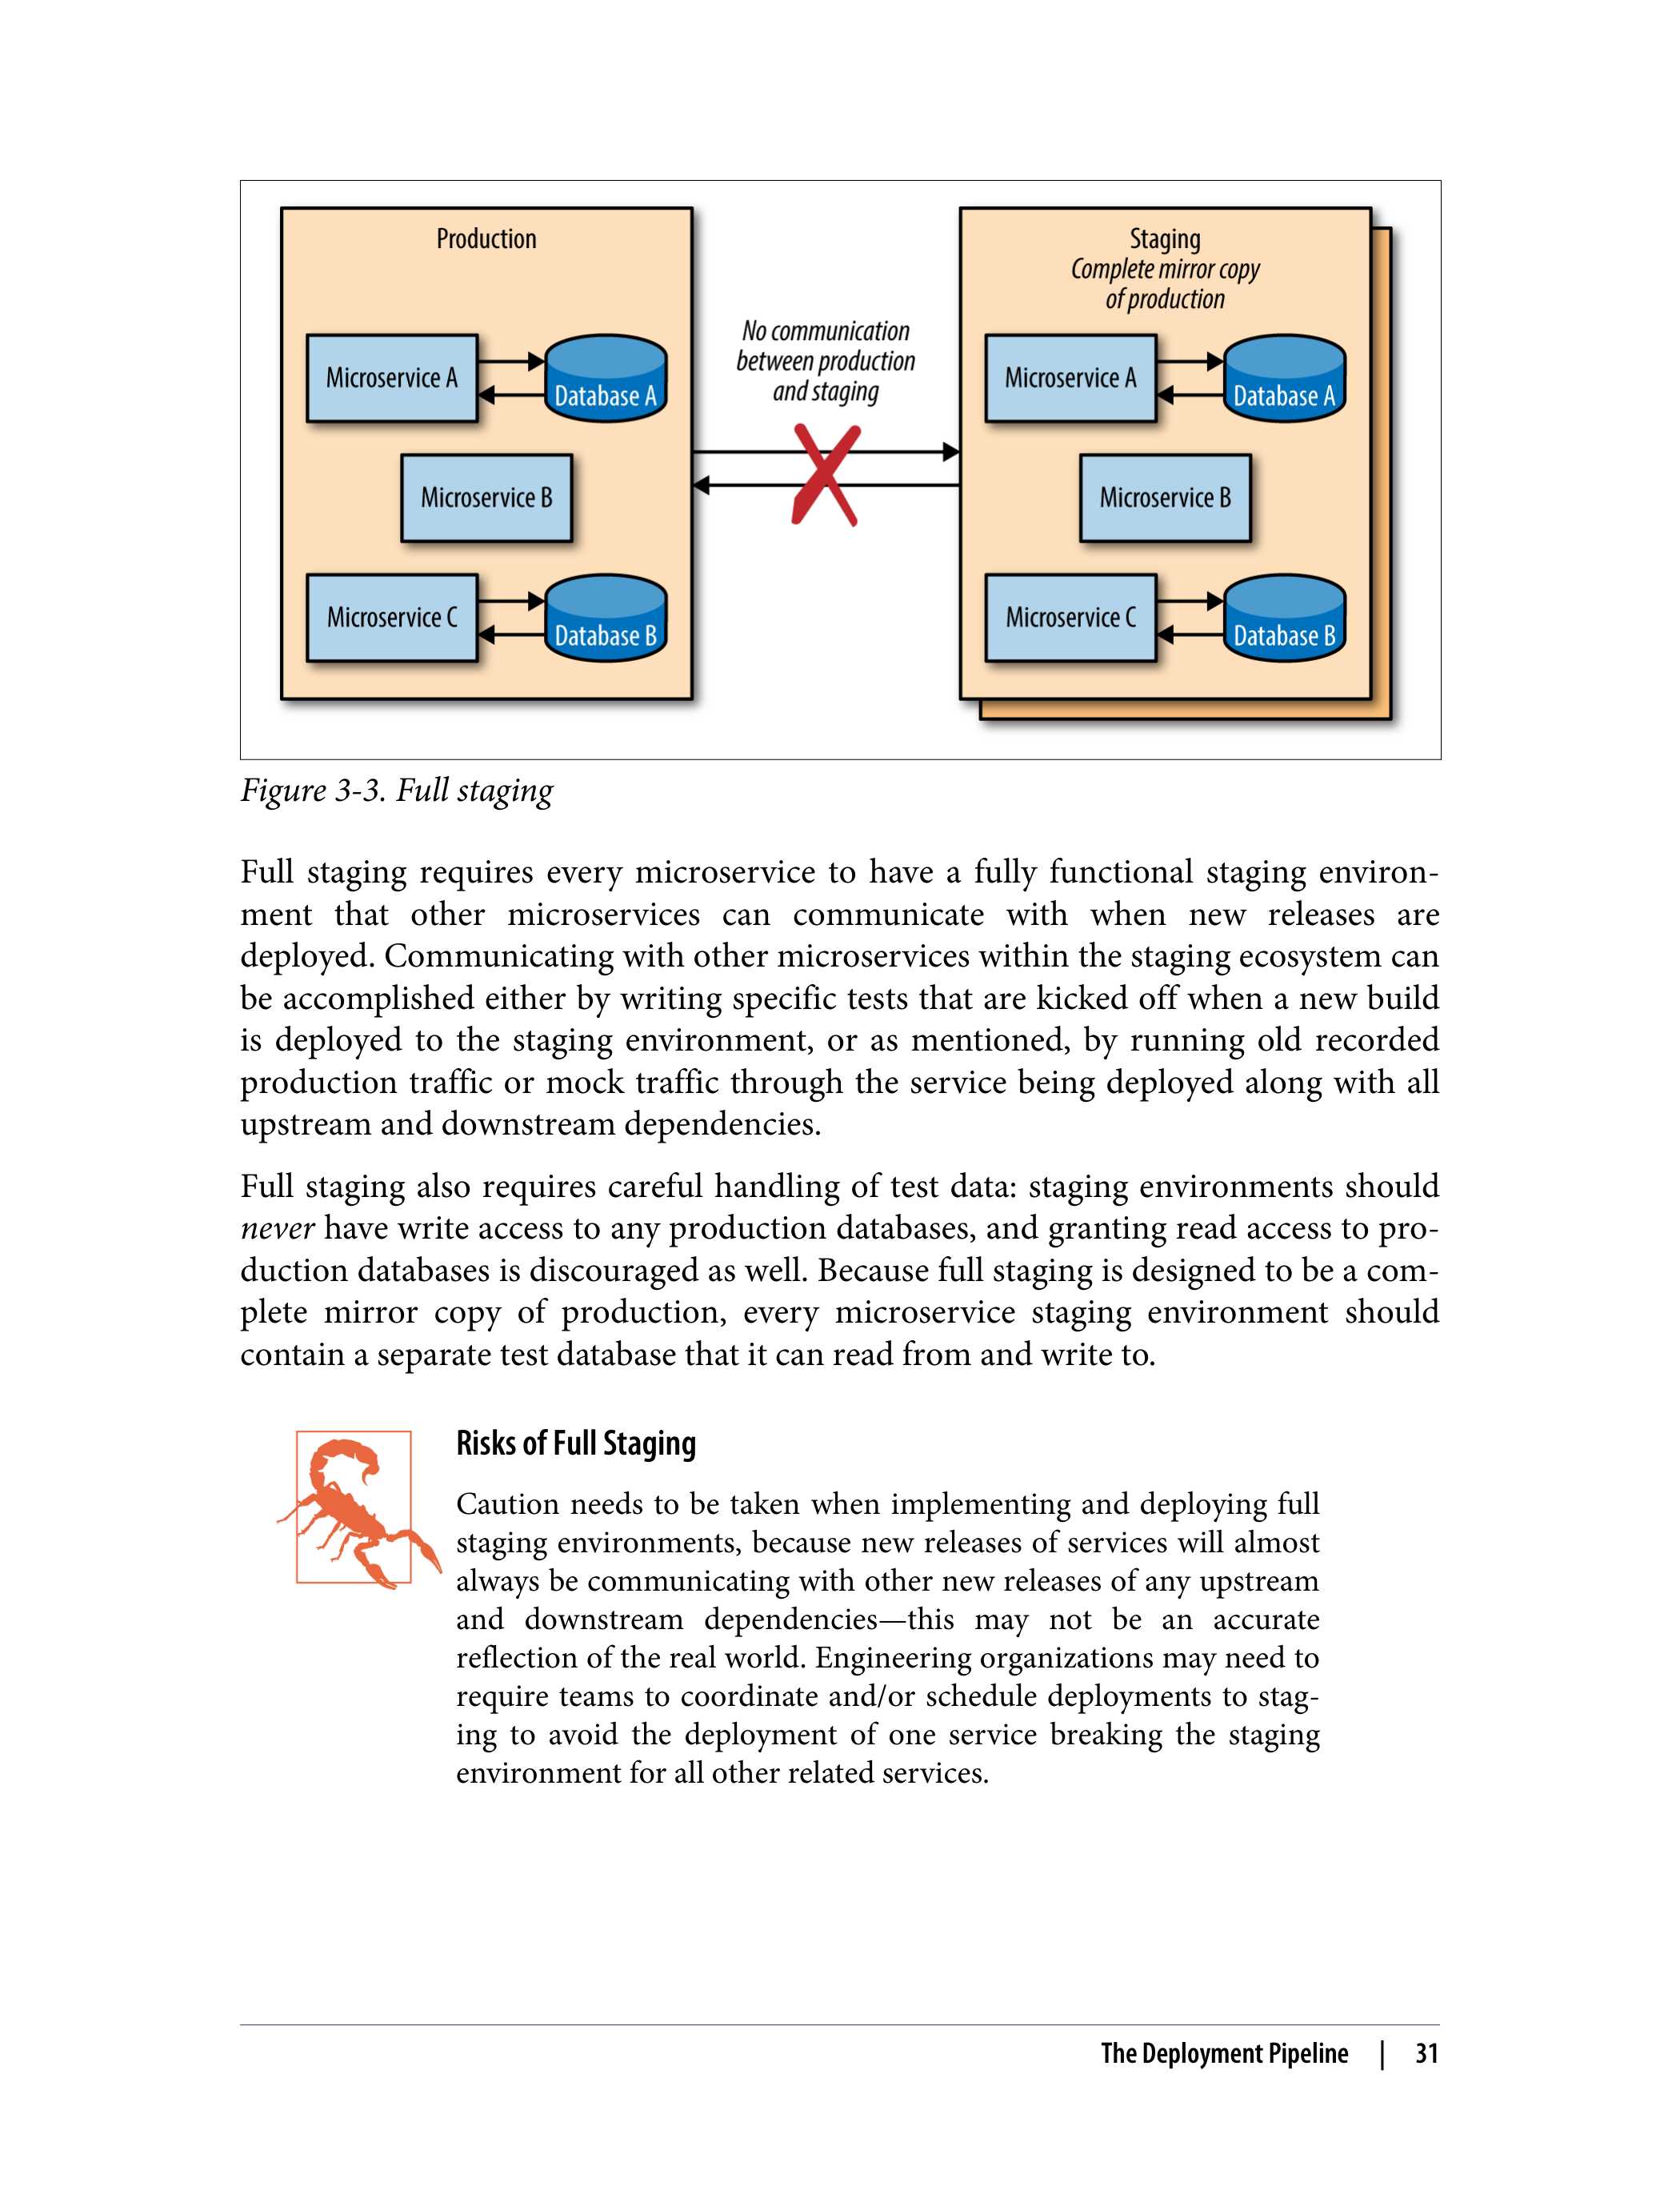 Production
Microservice A
Database A
Microservice B
Microservice C
Database B
No communication
between production
and staging
Staging
Complete mirror copy
of production
Microservice A
Database A
Microservice B
Microservice C
Database B
Figure 3-3. Full staging
Full staging requires every microservice to have a fully functional staging environ-
ment that other microservices can communicate with when new releases are
deployed. Communicating with other microservices within the staging ecosystem can
be accomplished either by writing specific tests that are kicked off when a new build
is deployed to the staging environment, or as mentioned, by running old recorded
production traffic or mock traffic through the service being deployed along with all
upstream and downstream dependencies.
Full staging also requires careful handling of test data: staging environments should
never have write access to any production databases, and granting read access to pro-
duction databases is discouraged as well. Because full staging is designed to be a com-
plete mirror copy of production, every microservice staging environment should
contain a separate test database that it can read from and write to.
Risks of Full Staging
Caution needs to be taken when implementing and deploying full
staging environments, because new releases of services will almost
always be communicating with other new releases of any upstream
and downstream dependencies—this may not be an accurate
reflection of the real world. Engineering organizations may need to
require teams to coordinate and/or schedule deployments to stag-
ing to avoid the deployment of one service breaking the staging
environment for all other related services.
The Deployment Pipeline | 31